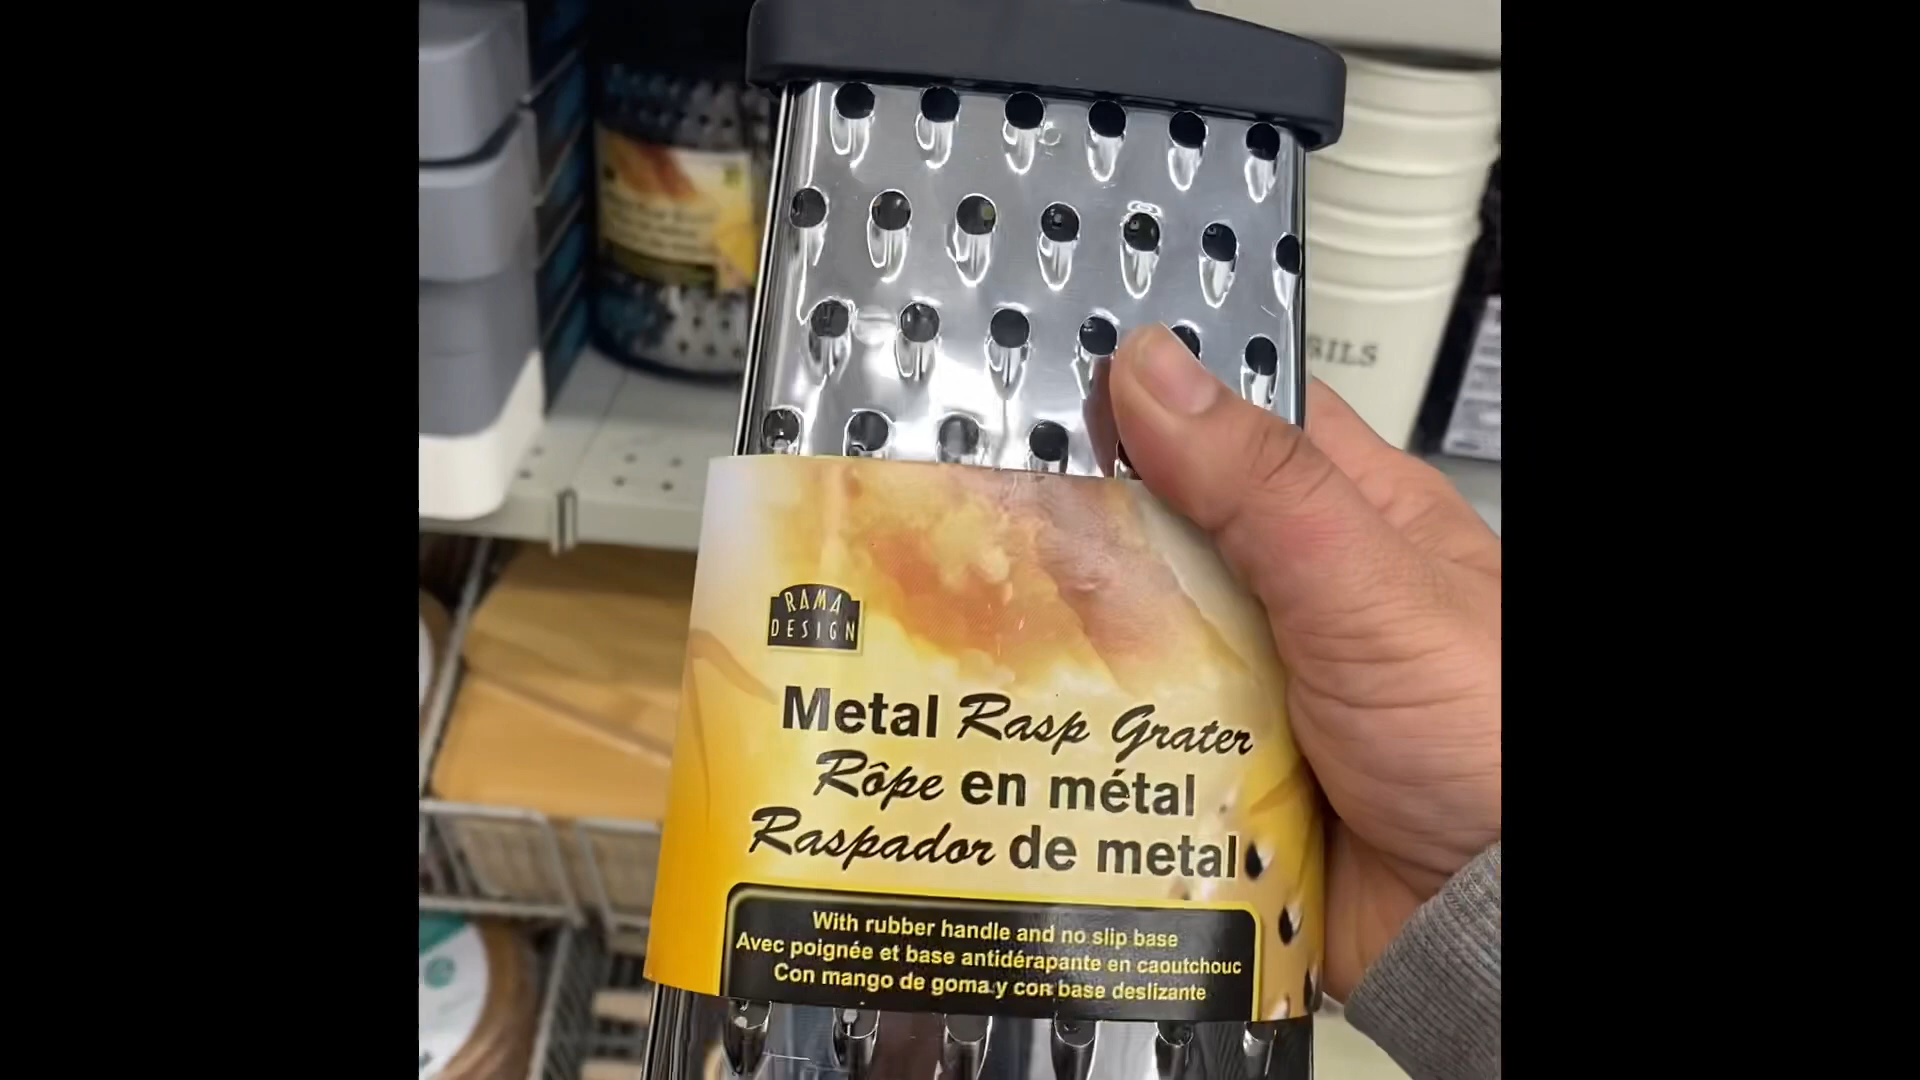 RAMA
DESIGN
Metal Rasp Grater
Rôpe en métal
Raspador de metal
With rubber handle and no slip base
Avec poignée et base antidérapante en caoutchouc
Con mango de goma y con base deslizante